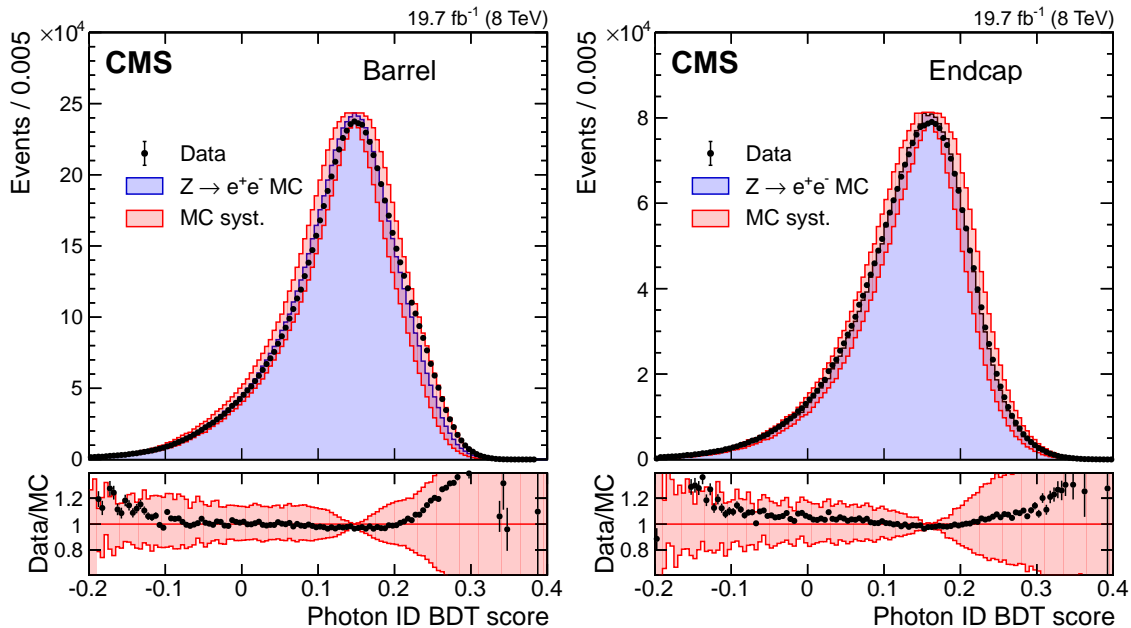 19.7 fb⁻¹ (8 TeV)
×10⁴
CMS
Barrel
Events / 0.005
30
25
20
15
10
5
0
Data
Z → e⁺e⁻ MC
MC syst.
Data/MC
1.2
1
0.8
-0.2 -0.1 0 0.1 0.2 0.3 0.4
Photon ID BDT score
19.7 fb⁻¹ (8 TeV)
×10⁴
CMS
Endcap
Events / 0.005
10
8
6
4
2
0
Data
Z → e⁺e⁻ MC
MC syst.
Data/MC
1.2
1
0.8
-0.2 -0.1 0 0.1 0.2 0.3 0.4
Photon ID BDT score